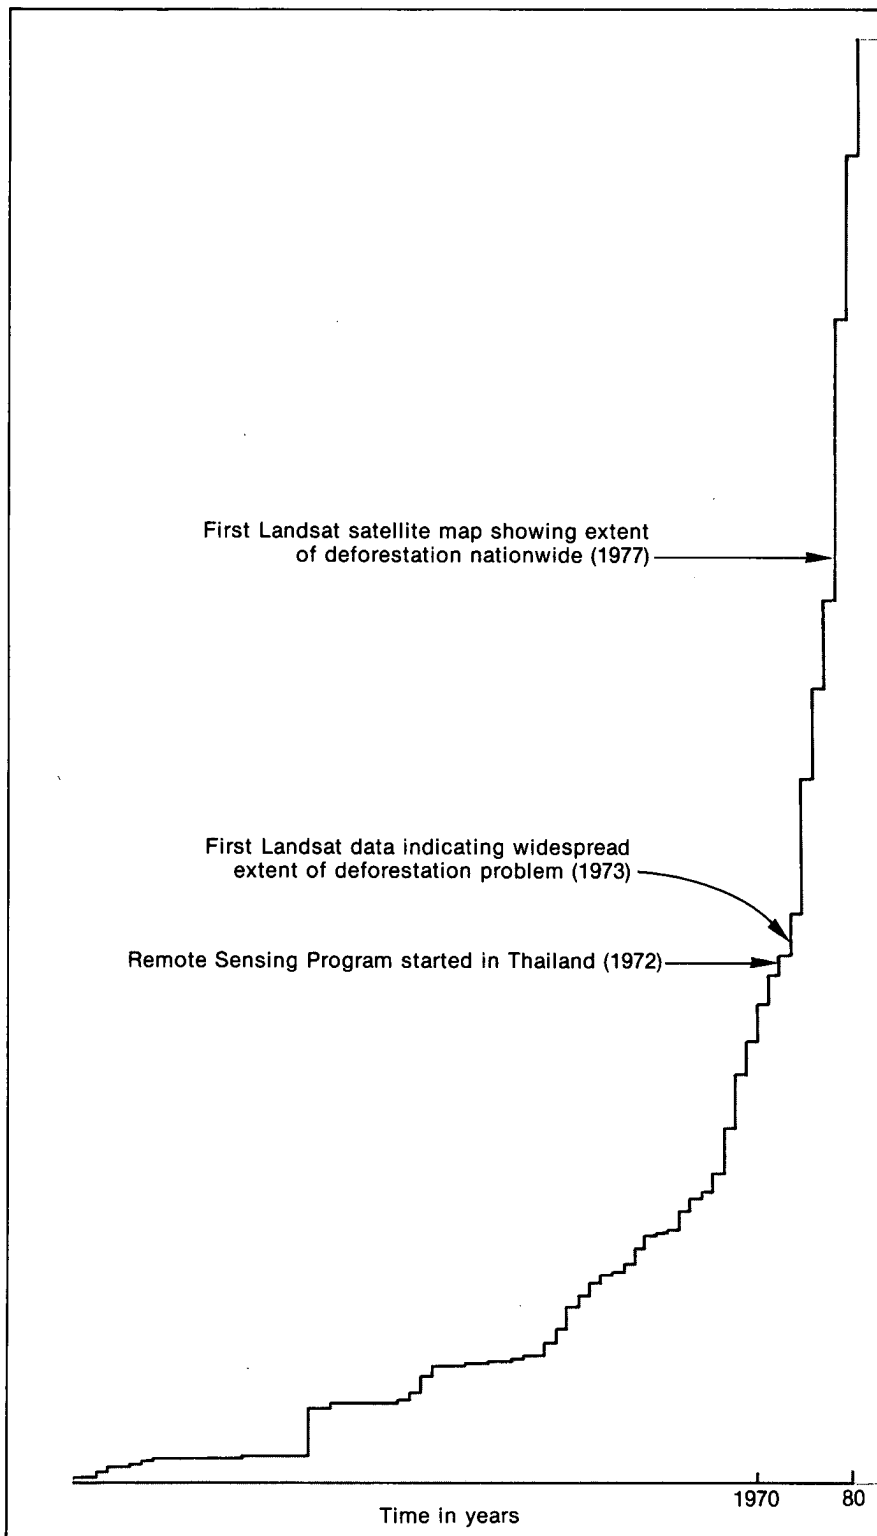 First Landsat satellite map showing extent
of deforestation nationwide (1977)
First Landsat data indicating widespread
extent of deforestation problem (1973)
Remote Sensing Program started in Thailand (1972)
1970 80
Time in years